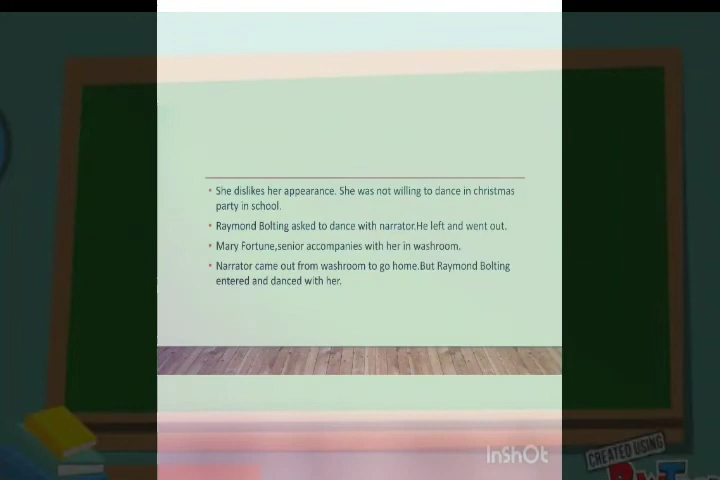 • She dislikes her appearance. She was not willing to dance in christmas
party in school.
• Raymond Bolting asked to dance with narrator.He left and went out.
• Mary Fortune,senior accompanies with her in washroom.
• Narrator came out from washroom to go home.But Raymond Bolting
entered and danced with her.
InShOt
CREATED USING